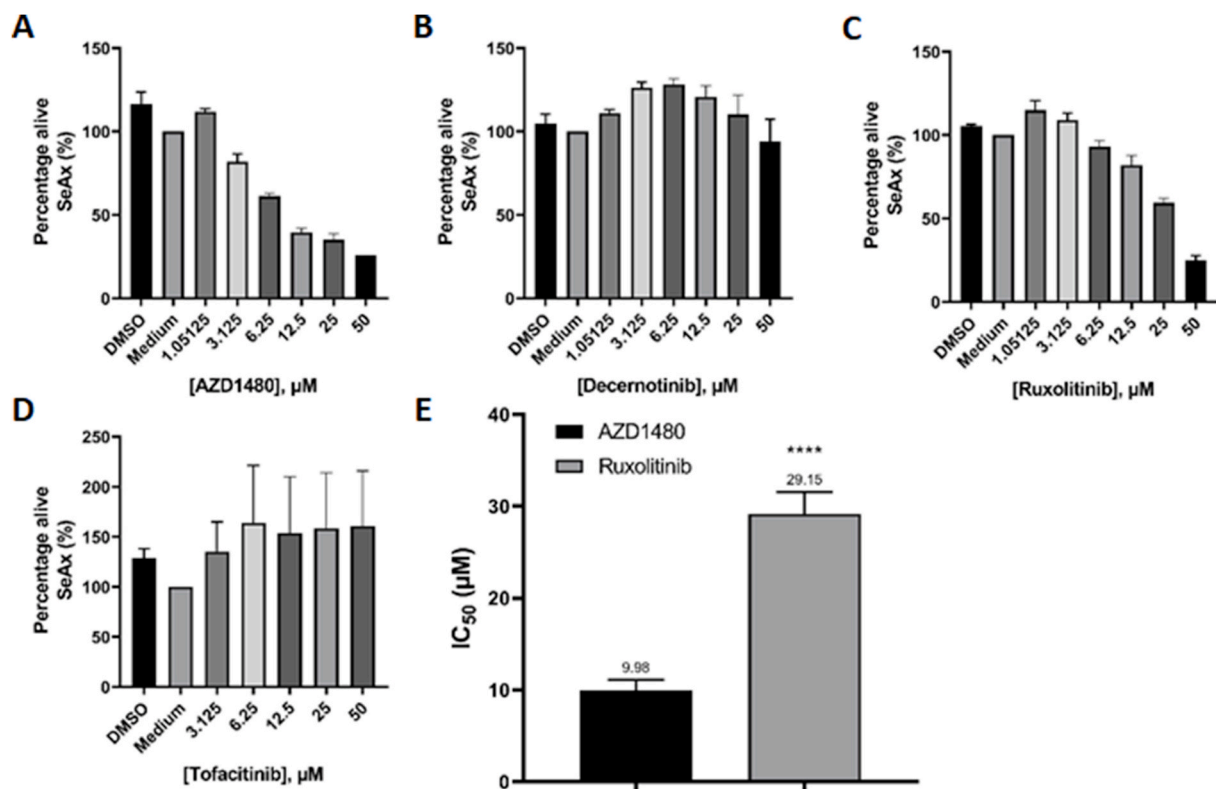 A
Percentage alive
SeAx (%)
150
100
50
0
DMSO
Medium
1.05125
3.125
6.25
12.5
25
50
[AZD1480], µM
B
Percentage alive
SeAx (%)
150
100
50
0
DMSO
Medium
1.05125
3.125
6.25
12.5
25
50
[Decernotinib], µM
C
Percentage alive
SeAx (%)
150
100
50
0
DMSO
Medium
1.05125
3.125
6.25
12.5
25
50
[Ruxolitinib], µM
D
Percentage alive
SeAx (%)
250
200
150
100
50
0
DMSO
Medium
3.125
6.25
12.5
25
50
[Tofacitinib], µM
E
IC50 (µM)
40
30
20
10
0
AZD1480
Ruxolitinib
****
29.15
9.98